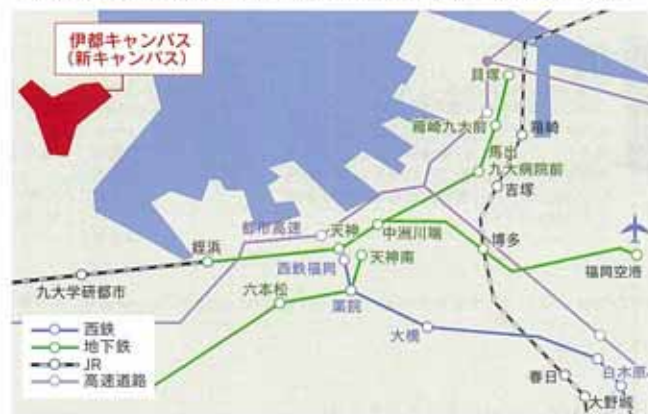 伊都キャンパス
(新キャンパス)
貝塚
箱崎九大前
箱崎
馬出
九大病院前
吉塚
都市高速
天神
中洲川端
博多
姪浜
西鉄福岡
天神南
福岡空港
九大学研都市
六本松
薬院
大橋
西鉄
地下鉄
JR
高速道路
春日
白木原
大野城